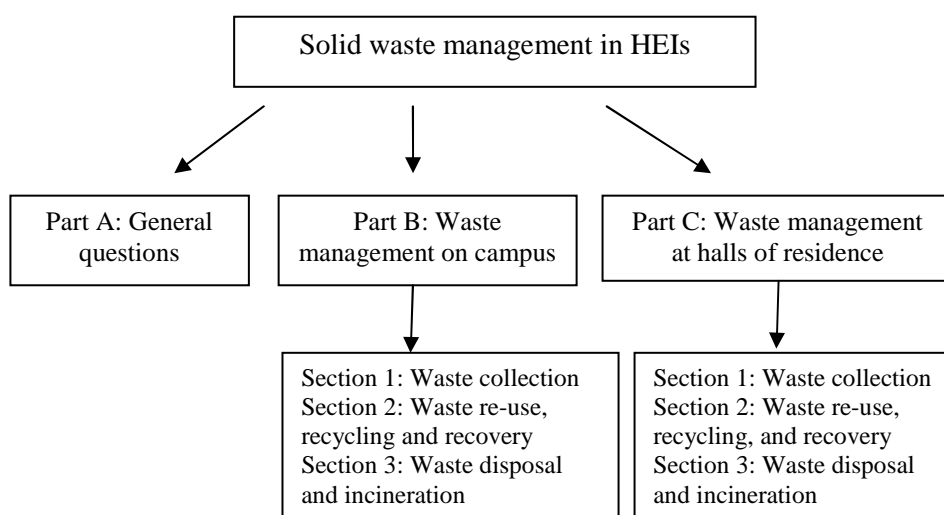 Solid waste management in HEIs
Part A: General
questions
Part B: Waste
management on campus
Part C: Waste management
at halls of residence
Section 1: Waste collection
Section 2: Waste re-use,
recycling and recovery
Section 3: Waste disposal
and incineration
Section 1: Waste collection
Section 2: Waste re-use,
recycling, and recovery
Section 3: Waste disposal
and incineration